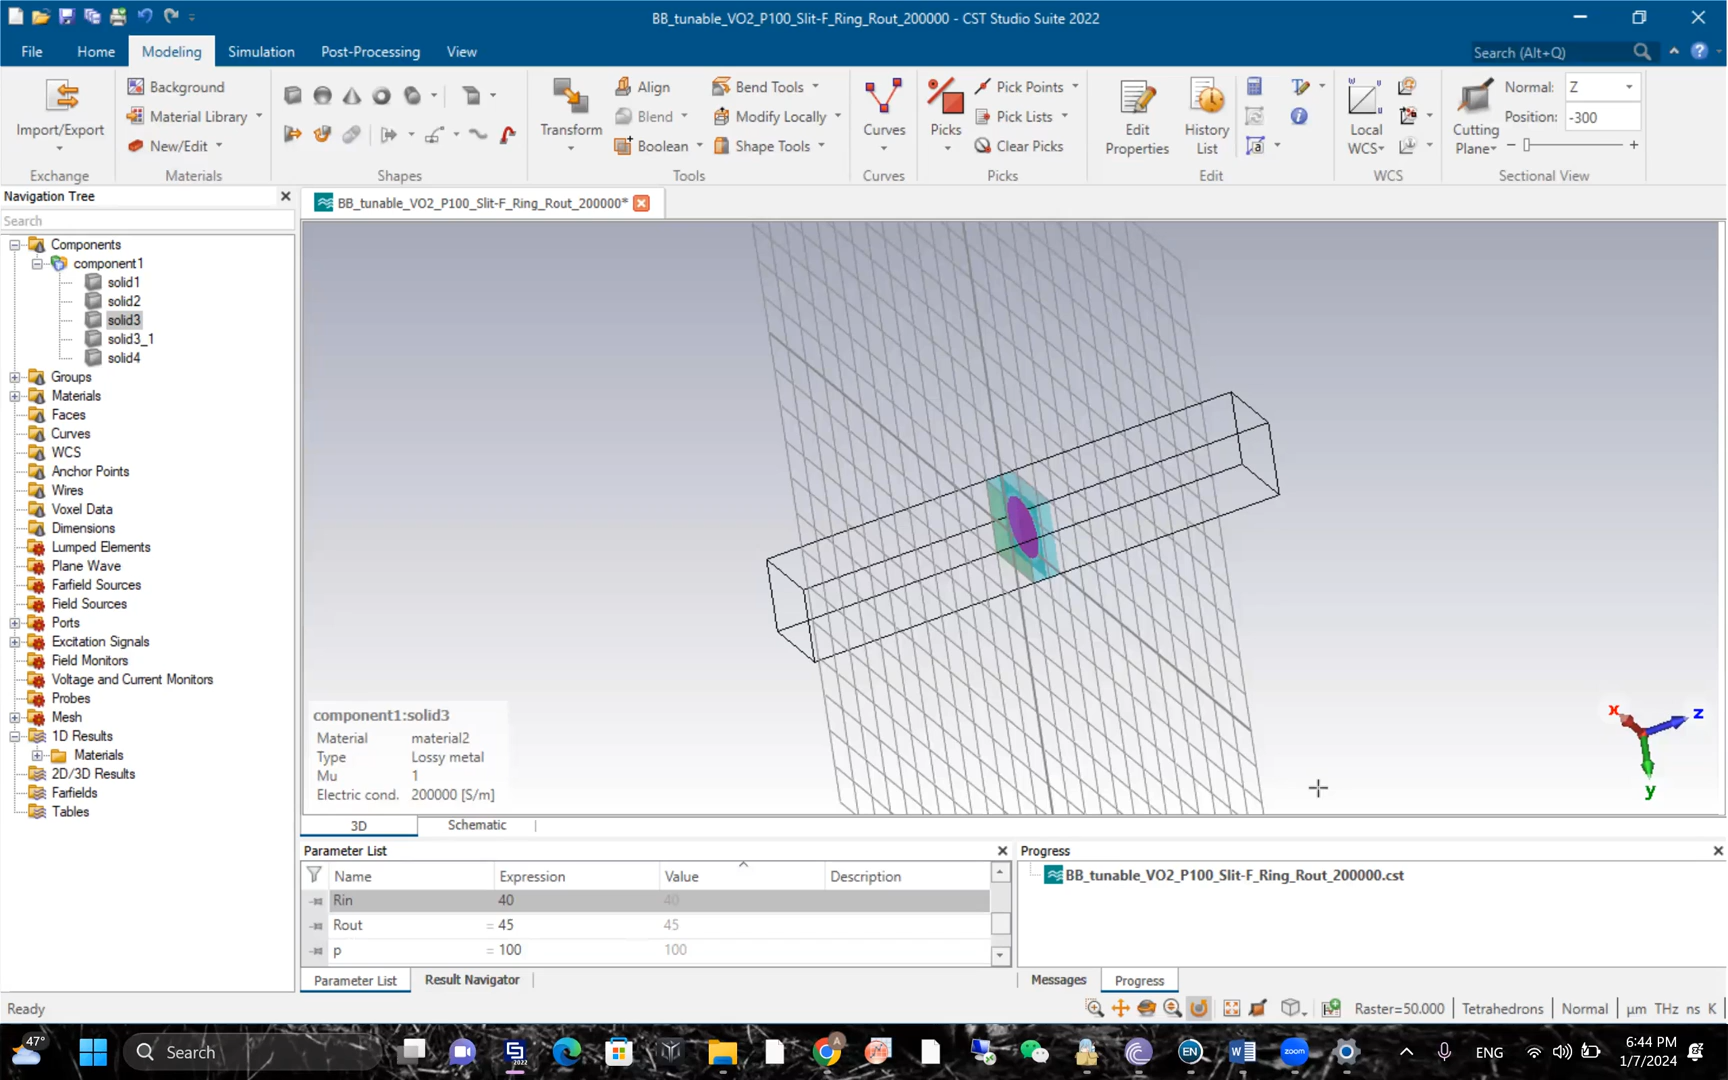 BB_tunable_VO2_P100_Slit-F_Ring_Rout_200000 - CST Studio Suite 2022
File Home Modeling Simulation Post-Processing View Search (Alt+Q)
Import/Export
Exchange
Background
Material Library
New/Edit
Materials
Shapes
Transform
Align
Blend
Boolean
Bend Tools
Modify Locally
Shape Tools
Tools
Curves
Curves
Picks
Pick Points
Pick Lists
Clear Picks
Picks
Edit Properties
History List
Edit
Local WCS
WCS
Cutting Plane
Normal: Z
Position: -300
Sectional View
Navigation Tree
Search
BB_tunable_VO2_P100_Slit-F_Ring_Rout_200000*
Components
component1
solid1
solid2
solid3
solid3_1
solid4
Groups
Materials
Faces
Curves
WCS
Anchor Points
Wires
Voxel Data
Dimensions
Lumped Elements
Plane Wave
Farfield Sources
Field Sources
Ports
Excitation Signals
Field Monitors
Voltage and Current Monitors
Probes
Mesh
1D Results
Materials
2D/3D Results
Farfields
Tables
component1:solid3
Material material2
Type Lossy metal
Mu 1
Electric cond. 200000 [S/m]
x
z
y
3D Schematic
Parameter List
Name Expression Value Description
Rin 40 40
Rout = 45 45
p = 100 100
Parameter List Result Navigator
Progress
BB_tunable_VO2_P100_Slit-F_Ring_Rout_200000.cst
Messages Progress
Ready
Raster=50.000 Tetrahedrons Normal µm THz ns K
47°
Search
2022
EN
W
zoom
ENG
6:44 PM
1/7/2024